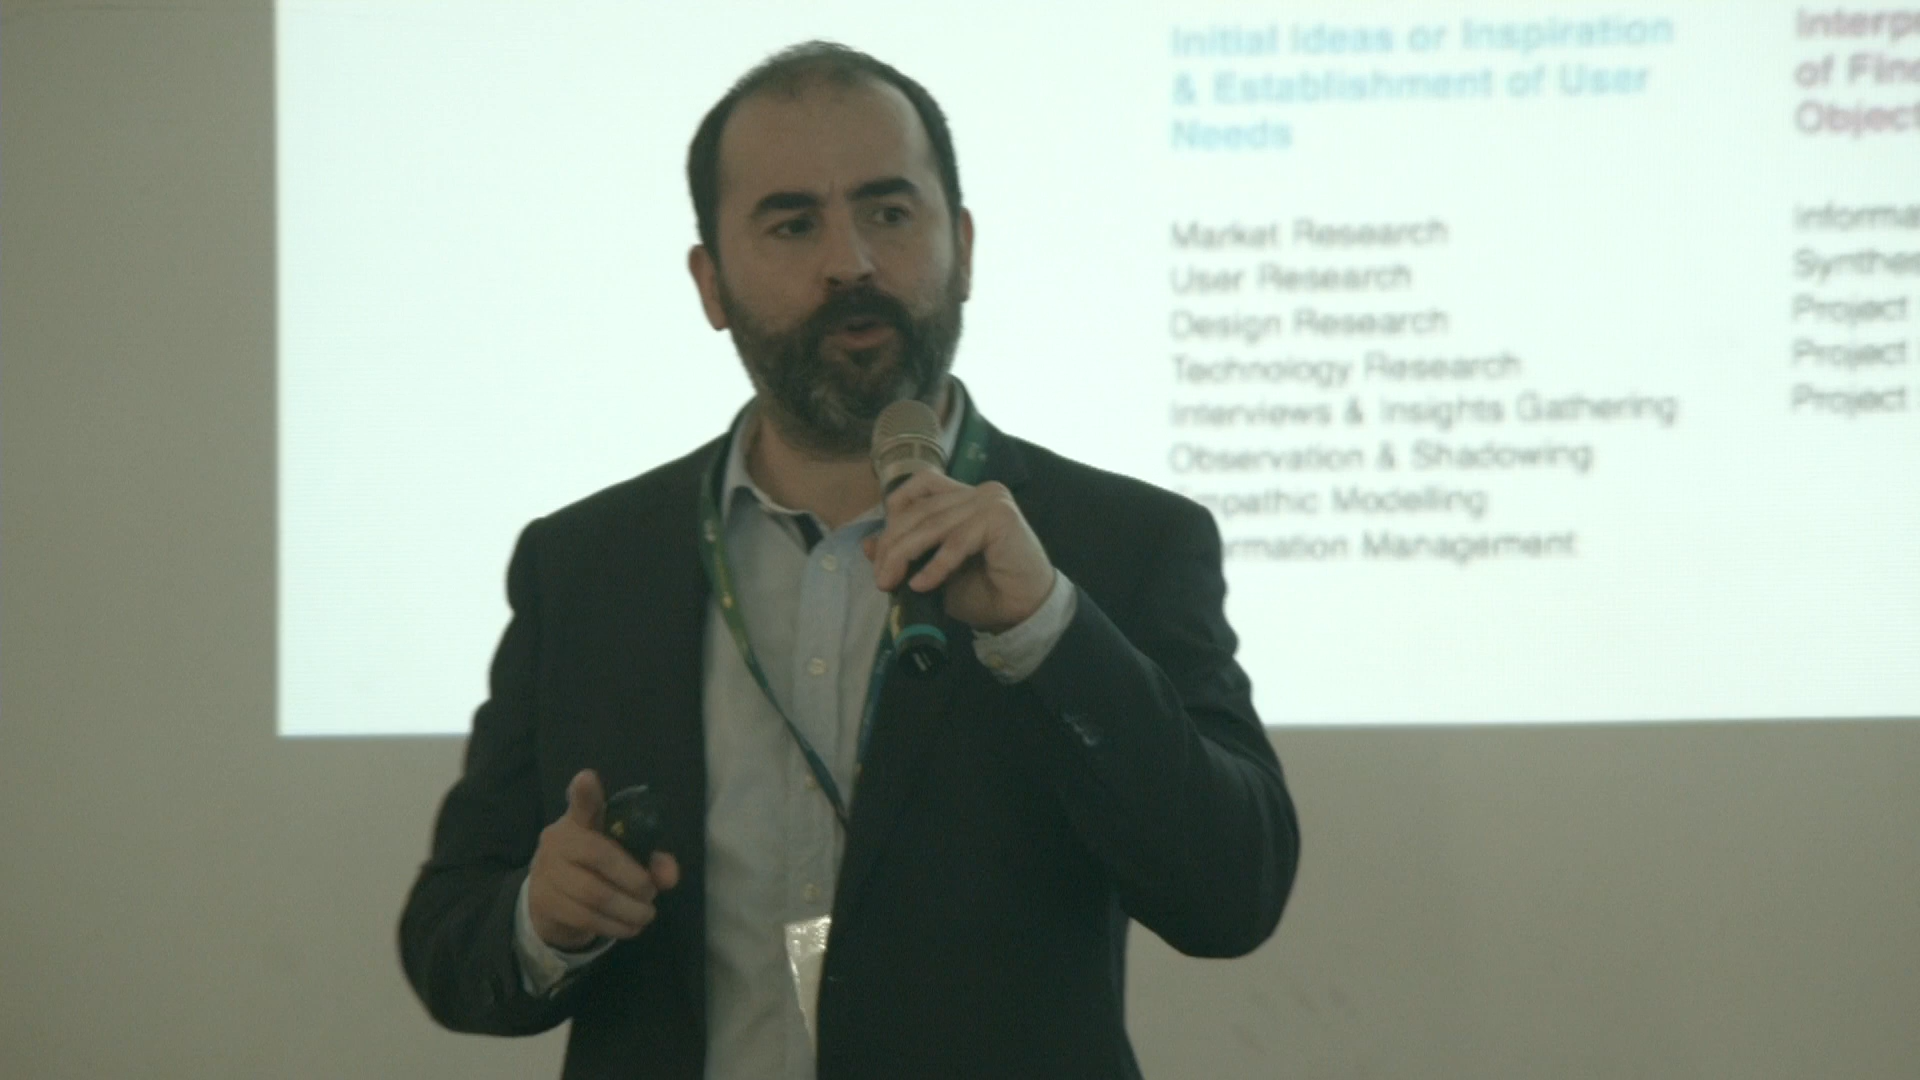 Initial Ideas or Inspiration
& Establishment of User
Needs
Market Research
User Research
Design Research
Technology Research
Interviews & Insights Gathering
Observation & Shadowing
Modelling
Management
of
Project
Project
Project